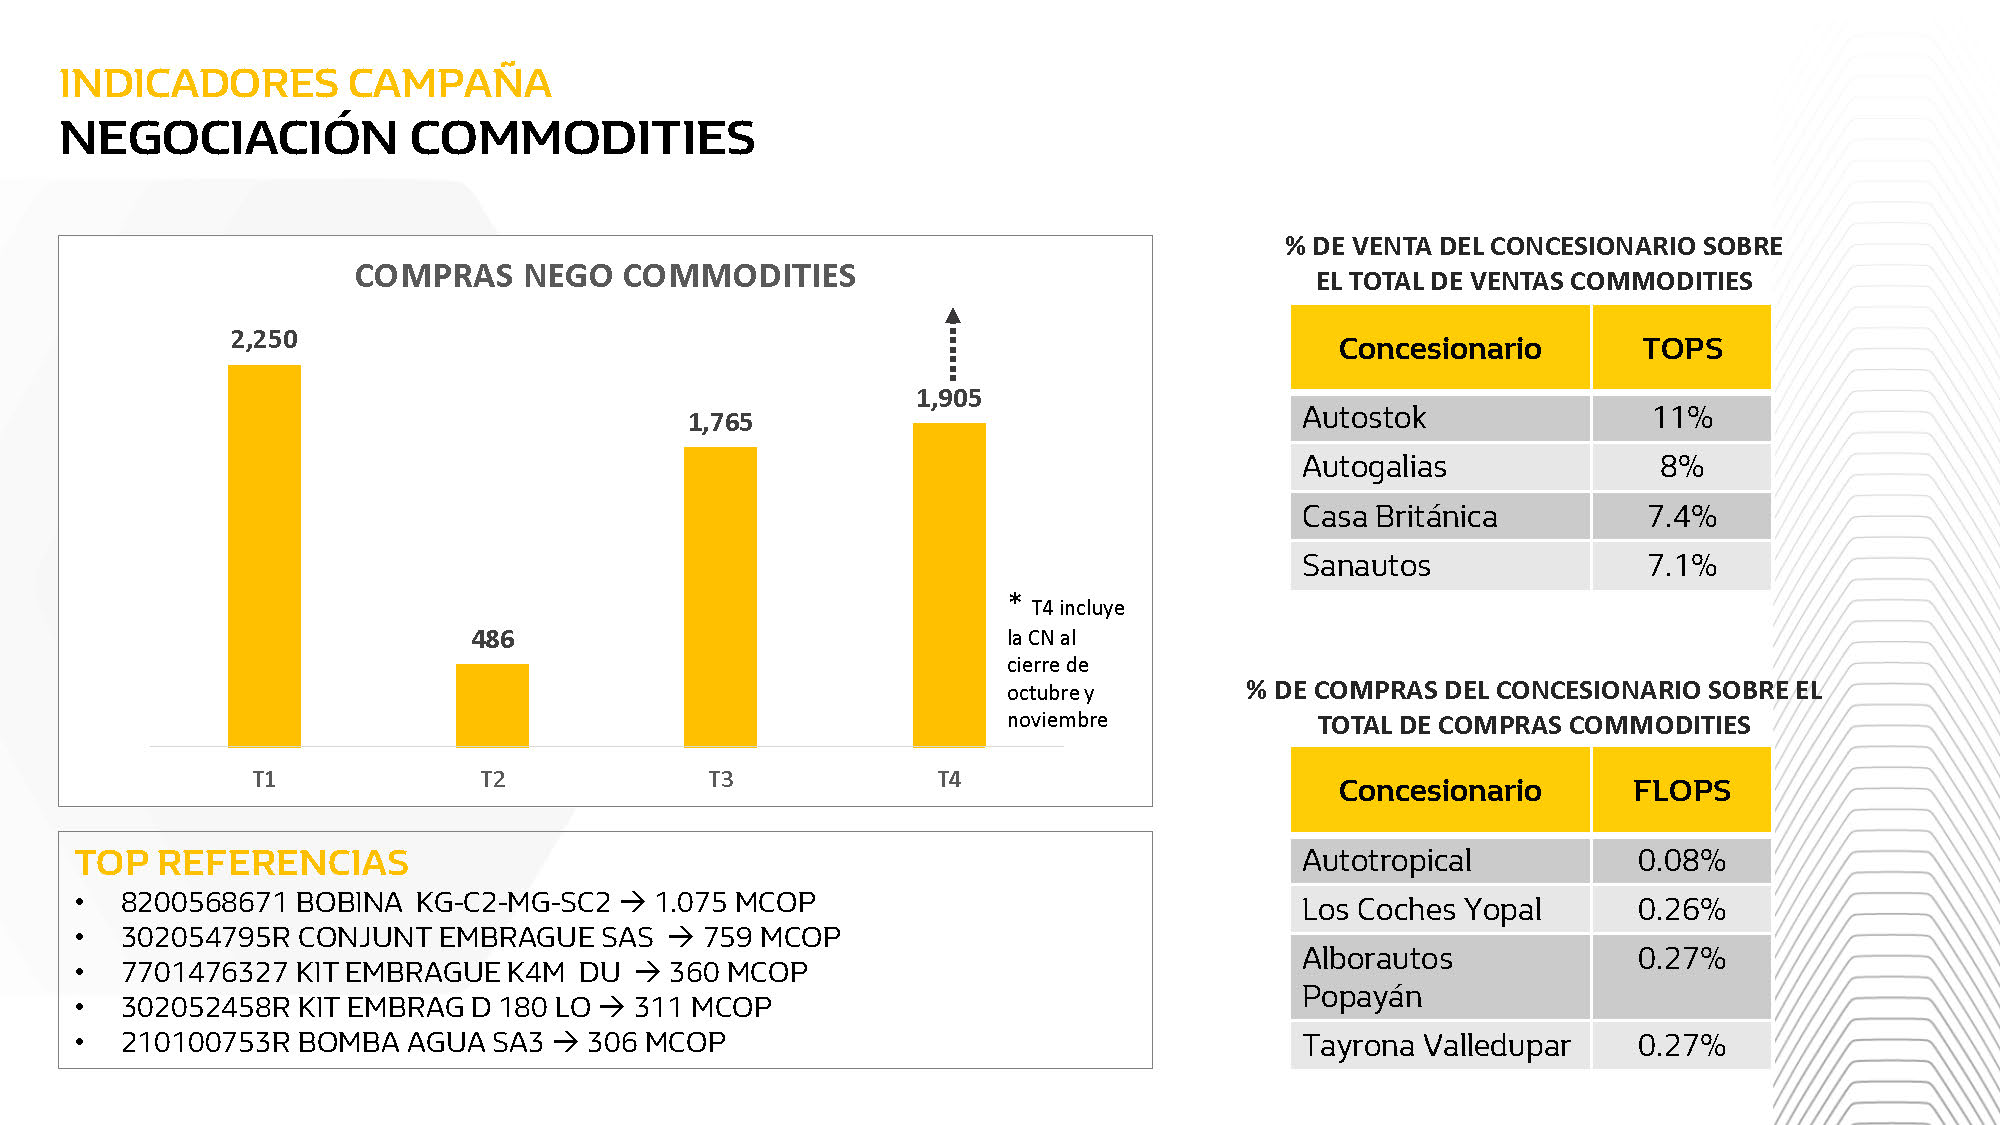 INDICADORES CAMPAÑA
NEGOCIACIÓN COMMODITIES
COMPRAS NEGO COMMODITIES
2,250
486
1,765
1,905
T1
T2
T3
T4
* T4 incluye
la CN al
cierre de
octubre y
noviembre
TOP REFERENCIAS
• 8200568671 BOBINA KG-C2-MG-SC2 → 1.075 MCOP
• 302054795R CONJUNT EMBRAGUE SAS → 759 MCOP
• 7701476327 KIT EMBRAGUE K4M DU → 360 MCOP
• 302052458R KIT EMBRAG D 180 LO → 311 MCOP
• 210100753R BOMBA AGUA SA3 → 306 MCOP
% DE VENTA DEL CONCESIONARIO SOBRE
EL TOTAL DE VENTAS COMMODITIES
Concesionario TOPS
Autostok 11%
Autogalias 8%
Casa Británica 7.4%
Sanautos 7.1%
% DE COMPRAS DEL CONCESIONARIO SOBRE EL
TOTAL DE COMPRAS COMMODITIES
Concesionario FLOPS
Autotropical 0.08%
Los Coches Yopal 0.26%
Alborautos 0.27%
Popayán
Tayrona Valledupar 0.27%